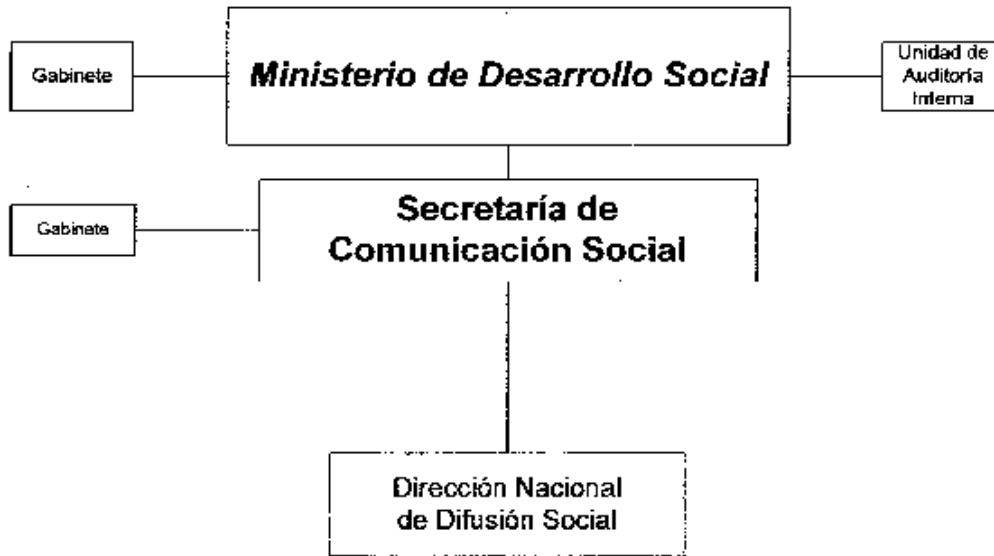 Gabinete
Ministerio de Desarrollo Social
Unidad de
Auditoría
Interna
Gabinete
Secretaría de
Comunicación Social
Dirección Nacional
de Difusión Social